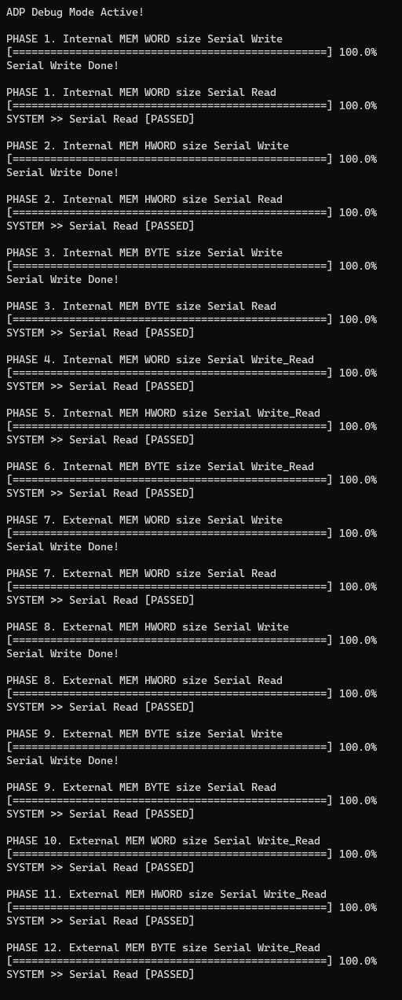 ADP Debug Mode Active!
PHASE 1. Internal MEM WORD size Serial Write
[==================================================] 100.0%
Serial Write Done!
PHASE 1. Internal MEM WORD size Serial Read
[==================================================] 100.0%
SYSTEM >> Serial Read [PASSED]
PHASE 2. Internal MEM HWORD size Serial Write
[==================================================] 100.0%
Serial Write Done!
PHASE 2. Internal MEM HWORD size Serial Read
[==================================================] 100.0%
SYSTEM >> Serial Read [PASSED]
PHASE 3. Internal MEM BYTE size Serial Write
[==================================================] 100.0%
Serial Write Done!
PHASE 3. Internal MEM BYTE size Serial Read
[==================================================] 100.0%
SYSTEM >> Serial Read [PASSED]
PHASE 4. Internal MEM WORD size Serial Write_Read
[==================================================] 100.0%
SYSTEM >> Serial Read [PASSED]
PHASE 5. Internal MEM HWORD size Serial Write_Read
[==================================================] 100.0%
SYSTEM >> Serial Read [PASSED]
PHASE 6. Internal MEM BYTE size Serial Write_Read
[==================================================] 100.0%
SYSTEM >> Serial Read [PASSED]
PHASE 7. External MEM WORD size Serial Write
[==================================================] 100.0%
Serial Write Done!
PHASE 7. External MEM WORD size Serial Read
[==================================================] 100.0%
SYSTEM >> Serial Read [PASSED]
PHASE 8. External MEM HWORD size Serial Write
[==================================================] 100.0%
Serial Write Done!
PHASE 8. External MEM HWORD size Serial Read
[==================================================] 100.0%
SYSTEM >> Serial Read [PASSED]
PHASE 9. External MEM BYTE size Serial Write
[==================================================] 100.0%
Serial Write Done!
PHASE 9. External MEM BYTE size Serial Read
[==================================================] 100.0%
SYSTEM >> Serial Read [PASSED]
PHASE 10. External MEM WORD size Serial Write_Read
[==================================================] 100.0%
SYSTEM >> Serial Read [PASSED]
PHASE 11. External MEM HWORD size Serial Write_Read
[==================================================] 100.0%
SYSTEM >> Serial Read [PASSED]
PHASE 12. External MEM BYTE size Serial Write_Read
[==================================================] 100.0%
SYSTEM >> Serial Read [PASSED]